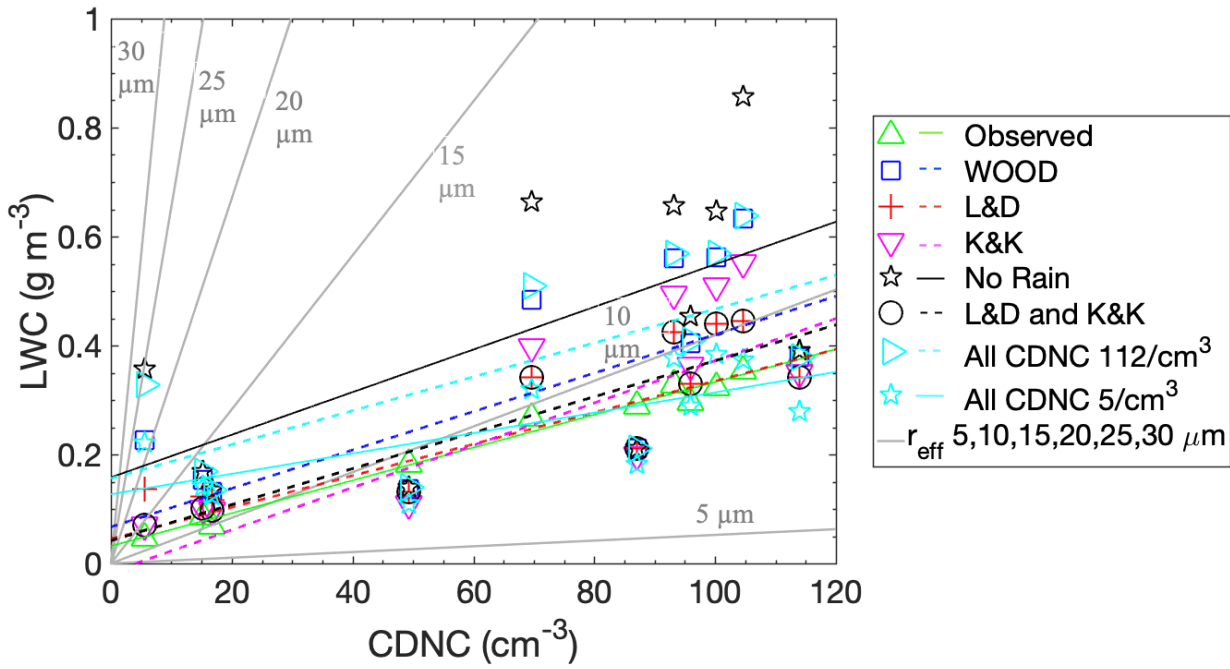 1
0.8
0.6
0.4
0.2
0
LWC (g m⁻³)
30
μm
25
μm
20
μm
15
μm
10
μm
5 μm
0 20 40 60 80 100 120
CDNC (cm⁻³)
Observed
WOOD
L&D
K&K
No Rain
L&D and K&K
All CDNC 112/cm³
All CDNC 5/cm³
r_eff 5,10,15,20,25,30 μm